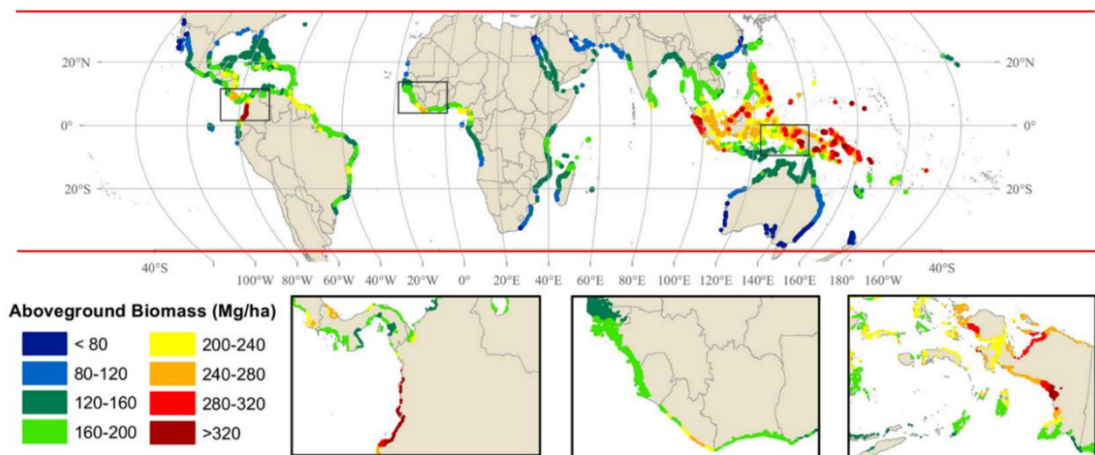 20°N 20°N
0° 0°
20°S 20°S
40°S 100°W 80°W 60°W 40°W 20°W 0° 20°E 40°E 60°E 80°E 100°E 120°E 140°E 160°E 180° 160°W 40°S
Aboveground Biomass (Mg/ha)
< 80 200-240
80-120 240-280
120-160 280-320
160-200 >320